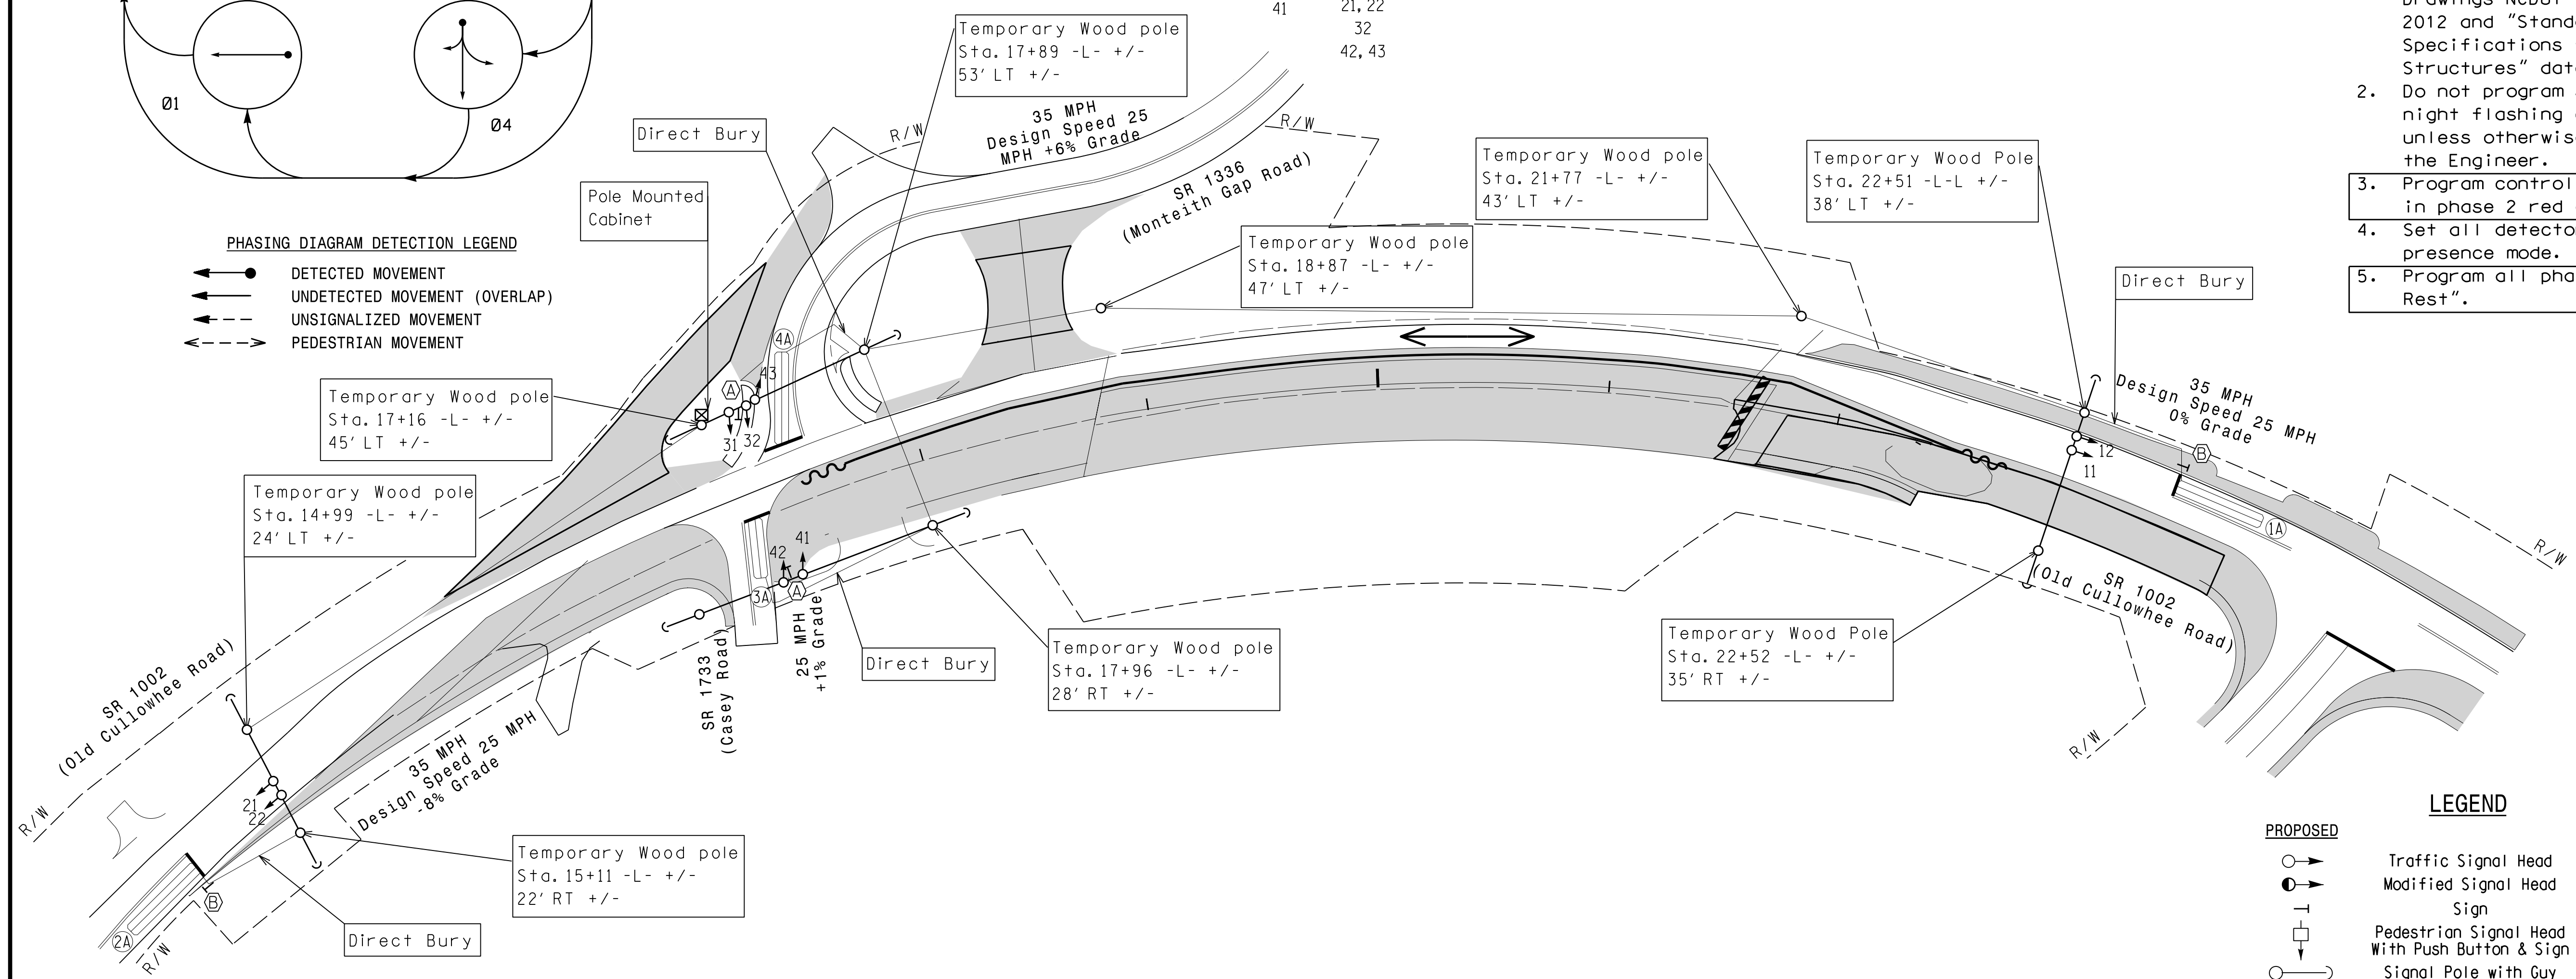 Ø1
Ø4
PHASING DIAGRAM DETECTION LEGEND
DETECTED MOVEMENT
UNDETECTED MOVEMENT (OVERLAP)
UNSIGNALIZED MOVEMENT
PEDESTRIAN MOVEMENT
41
21,22
32
42,43
Temporary Wood pole
Sta.17+89 -L- +/-
53' LT +/-
Direct Bury
Pole Mounted
Cabinet
R/W
35 MPH
Design Speed 25
MPH +6% Grade
R/W
SR 1336
(Monteith Gap Road)
Temporary Wood pole
Sta.18+87 -L- +/-
47' LT +/-
Temporary Wood pole
Sta.21+77 -L- +/-
43' LT +/-
Temporary Wood Pole
Sta.22+51 -L-L +/-
38' LT +/-
Direct Bury
2012 and "Stand
Specifications
Structures" dat
2. Do not program
night flashing
unless otherwis
the Engineer.
3. Program control
in phase 2 red
4. Set all detecto
presence mode.
5. Program all pha
Rest".
Temporary Wood pole
Sta.17+16 -L- +/-
45' LT +/-
4A
A
43
31
32
35 MPH
Design Speed 25 MPH
0% Grade
B
12
11
1A
R/W
Temporary Wood pole
Sta.14+99 -L- +/-
24' LT +/-
42
41
3A
A
SR 1733
(Casey Road)
25 MPH
+1% Grade
Direct Bury
Temporary Wood pole
Sta.17+96 -L- +/-
28' RT +/-
Temporary Wood Pole
Sta.22+52 -L- +/-
35' RT +/-
SR 1002
(Old Cullowhee Road)
R/W
SR 1002
(Old Cullowhee Road)
R/W
35 MPH
Design Speed 25 MPH
-8% Grade
21
22
B
2A
R/W
Temporary Wood pole
Sta.15+11 -L- +/-
22' RT +/-
Direct Bury
LEGEND
PROPOSED
Traffic Signal Head
Modified Signal Head
Sign
Pedestrian Signal Head
With Push Button & Sign
Signal Pole with Guy